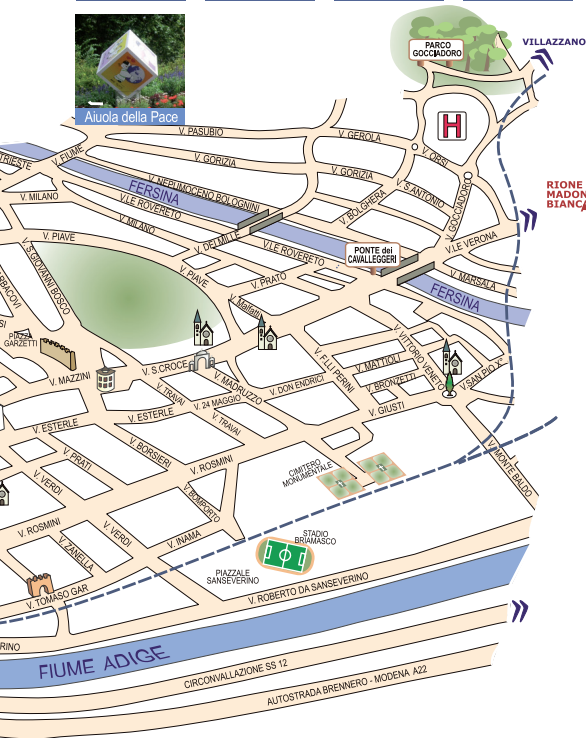 PARCO
GOCCIADORO
VILLAZZANO
Aiuola della Pace
V. PASUBIO
V. GEROLA
H
V. FIUME
TRIESTE
V. GORIZIA
V. GORIZIA
V. ORSI
V. NEPUMOCENO BOLOGNINI
FERSINA
V. S.ANTONIO
V. GOCCIADORO
RIONE
MADON
BIANCA
V. MILANO
V.LE ROVERETO
V. BOLGHERA
V. MILANO
V. DEI MILLE
V.LE ROVERETO
V.LE VERONA
V. PIAVE
PONTE dei
CAVALLEGGERI
V. S.GIOVANNI BOSCO
V. PIAVE
V. PRATO
V. MARSALA
FERSINA
V. Malfatti
PIAZZA
GARZETTI
V. VITTORIO VENETO
V. S.CROCE
V. F.LLI PERINI
V. MATTIOLI
V. MAZZINI
V. MADRUZZO
V. DON ENDRICI
V. BRONZETTI
V. SAN PIO X°
V. TRAVAI
V. 24 MAGGIO
V. GIUSTI
V. ESTERLE
V. ESTERLE
V. TRAVAI
V. BORSIERI
V. ROSMINI
V. PRATI
CIMITERO
MONUMENTALE
V. MONTE BALDO
V. VERDI
V. BOMPORTO
V. ROSMINI
V. VERDI
V. INAMA
STADIO
BRIAMASCO
V. ZANELLA
PIAZZALE
SANSEVERINO
V. TOMASO GAR
V. ROBERTO DA SANSEVERINO
RINO
FIUME ADIGE
CIRCONVALLAZIONE SS 12
AUTOSTRADA BRENNERO - MODENA A22